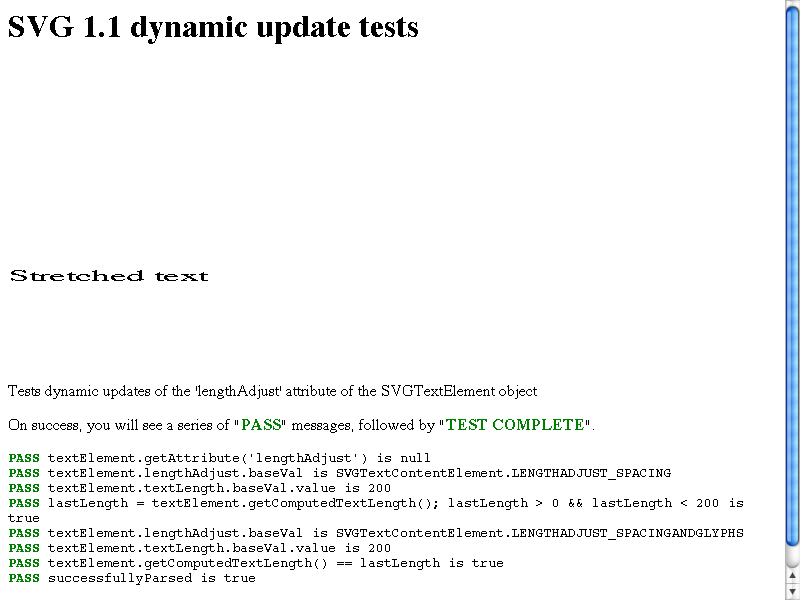 SVG 1.1 dynamic update tests
Stretched text
Tests dynamic updates of the 'lengthAdjust' attribute of the SVGTextElement object
On success, you will see a series of "PASS" messages, followed by "TEST COMPLETE".
PASS textElement.getAttribute('lengthAdjust') is null
PASS textElement.lengthAdjust.baseVal is SVGTextContentElement.LENGTHADJUST_SPACING
PASS textElement.textLength.baseVal.value is 200
PASS lastLength = textElement.getComputedTextLength(); lastLength > 0 && lastLength < 200 is
true
PASS textElement.lengthAdjust.baseVal is SVGTextContentElement.LENGTHADJUST_SPACINGANDGLYPHS
PASS textElement.textLength.baseVal.value is 200
PASS textElement.getComputedTextLength() == lastLength is true
PASS successfullyParsed is true